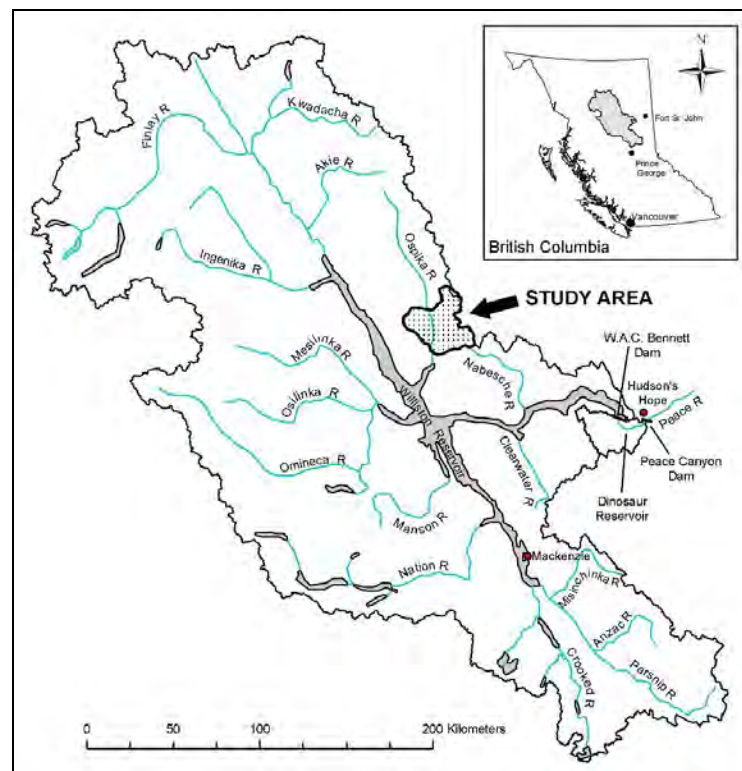 N
Fort St. John
Prince
George
Vancouver
British Columbia
Finlay R
Kwadacha R
Akie R
Ospika R
Ingenika R
STUDY AREA
W.A.C. Bennett
Dam
Hudson's
Hope
Peace R
Mesilinka R
Nabesche R
Osilinka R
Williston Reservoir
Peace Canyon
Dam
Omineca R
Clearwater R
Dinosaur
Reservoir
Manson R
Mackenzie
Nation R
Misinchinka R
Anzac R
Parsnip R
Crooked R
0 50 100 200 Kilometers